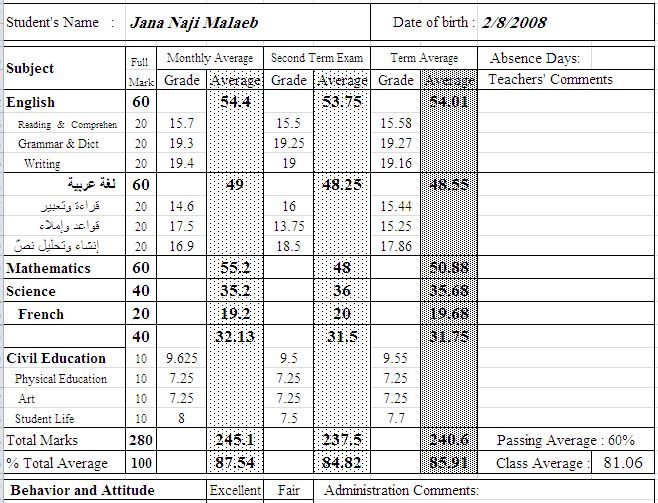 Student's Name : Jana Naji Malaeb Date of birth : 2/8/2008
Subject Full Mark Monthly Average Second Term Exam Term Average Absence Days:
Grade Average Grade Average Grade Average Teachers' Comments
English 60 54.4 53.75 54.01
Reading & Comprehen 20 15.7 15.5 15.58
Grammar & Dict 20 19.3 19.25 19.27
Writing 20 19.4 19 19.16
لغة عربية 60 49 48.25 48.55
قراءة وتعبير 20 14.6 16 15.44
قواعد وإملاء 20 17.5 13.75 15.25
إنشاء وتحليل نصّ 20 16.9 18.5 17.86
Mathematics 60 55.2 48 50.88
Science 40 35.2 36 35.68
French 20 19.2 20 19.68
40 32.13 31.5 31.75
Civil Education 10 9.625 9.5 9.55
Physical Education 10 7.25 7.25 7.25
Art 10 7.25 7.25 7.25
Student Life 10 8 7.5 7.7
Total Marks 280 245.1 237.5 240.6 Passing Average : 60%
% Total Average 100 87.54 84.82 85.91 Class Average : 81.06
Behavior and Attitude Excellent Fair Administration Comments: